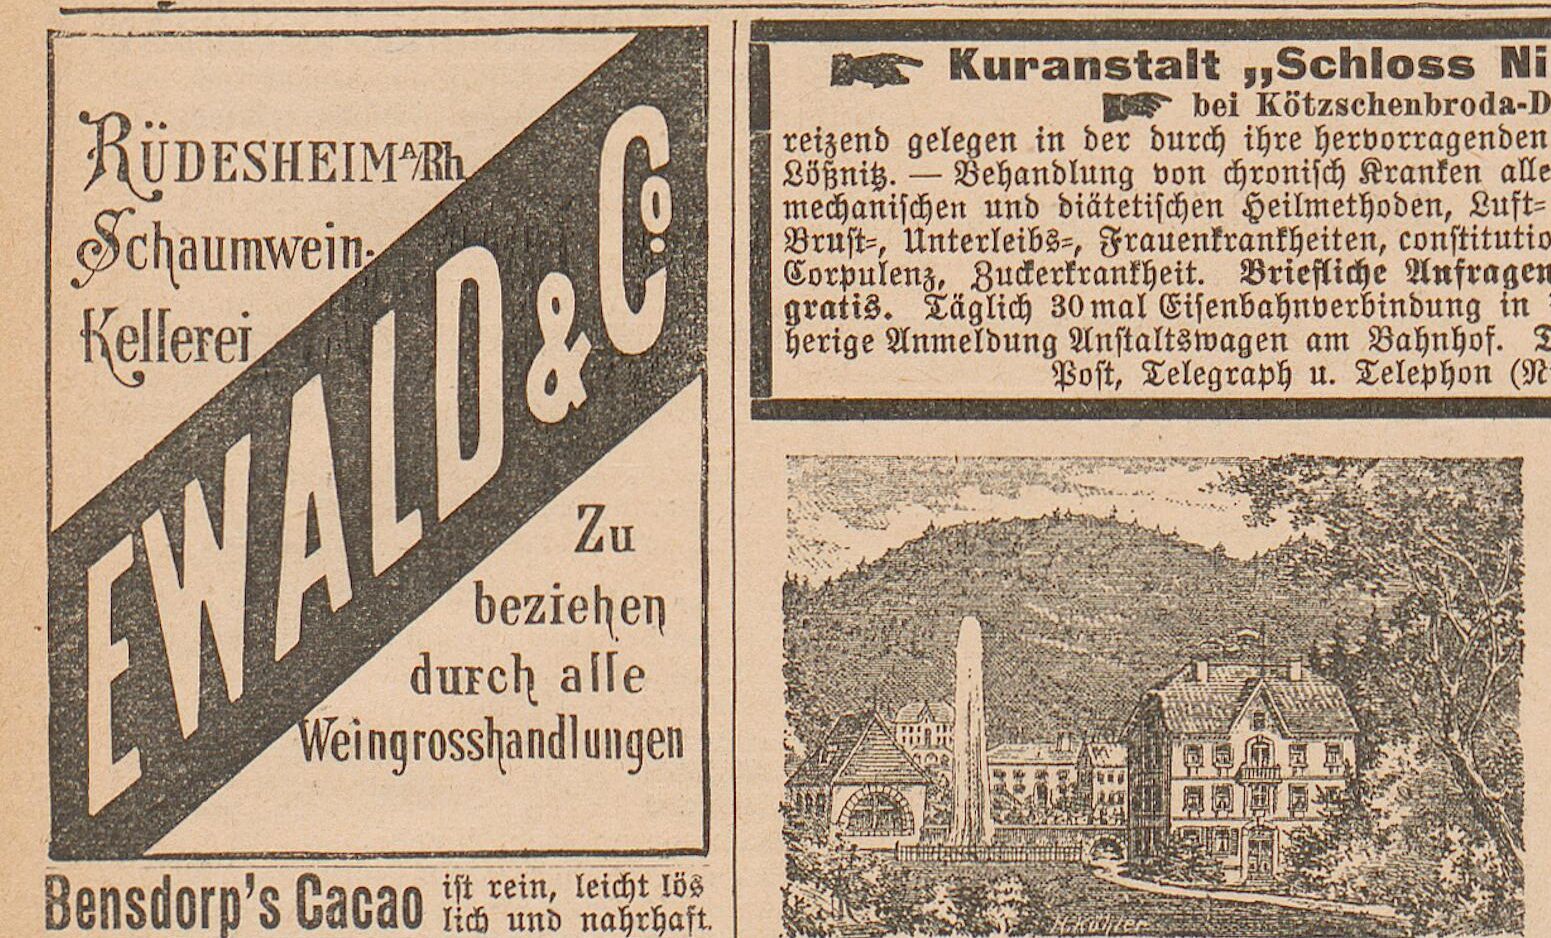 RÜDESHEIM A/Rh
Schaumwein-
Kellerei
EWALD & Co.
Zu
beziehen
durch alle
Weingrosshandlungen
Bensdorp's Cacao ist rein, leicht lös
lich und nahrhaft.
Kuranstalt „Schloss Ni
bei Kötzschenbroda-D
reizend gelegen in der durch ihre hervorragenden
Lößnitz. — Behandlung von chronisch Kranken alle
mechanischen und diätetischen Heilmethoden, Luft-
Brust-, Unterleibs-, Frauenkrankheiten, constitutio
Corpulenz, Zuckerkrankheit. Briefliche Anfragen
gratis. Täglich 30 mal Eisenbahnverbindung in
herige Anmeldung Anstaltswagen am Bahnhof.
Post, Telegraph u. Telephon (N